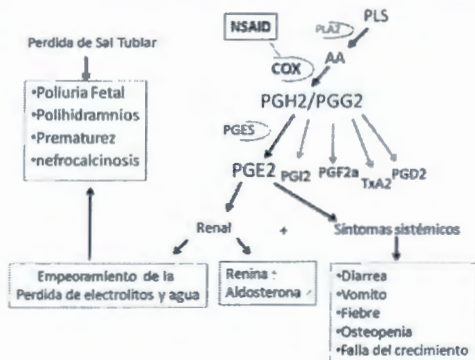 PLS
NSAID
PLA2
Perdida de Sal Tublar
COX
AA
•Poliuria Fetal
•Polihidramnios
•Prematurez
•nefrocalcinosis
PGH2/PGG2
PGES
PGE2
PGI2
PGF2a
TxA2
PGD2
Renal
+
Síntomas sistémicos
Empeoramiento de la
Perdida de electrolitos y agua
Renina
Aldosterona
•Diarrea
•Vomito
•Fiebre
•Osteopenia
•Falla del crecimiento